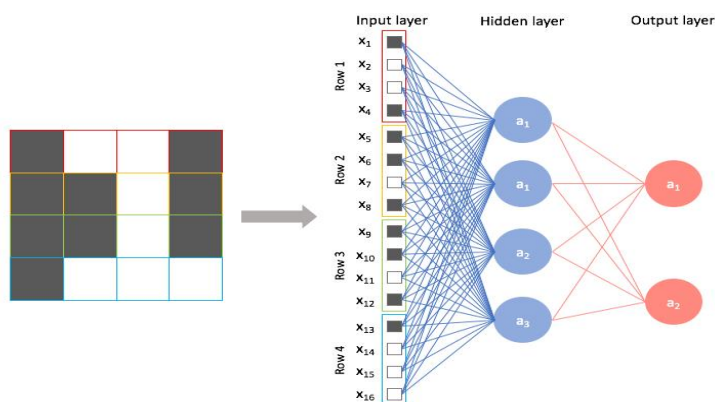 Input layer
Hidden layer
Output layer
Row 1
x1
x2
x3
x4
Row 2
x5
x6
x7
x8
Row 3
x9
x10
x11
x12
Row 4
x13
x14
x15
x16
a1
a1
a2
a3
a1
a2